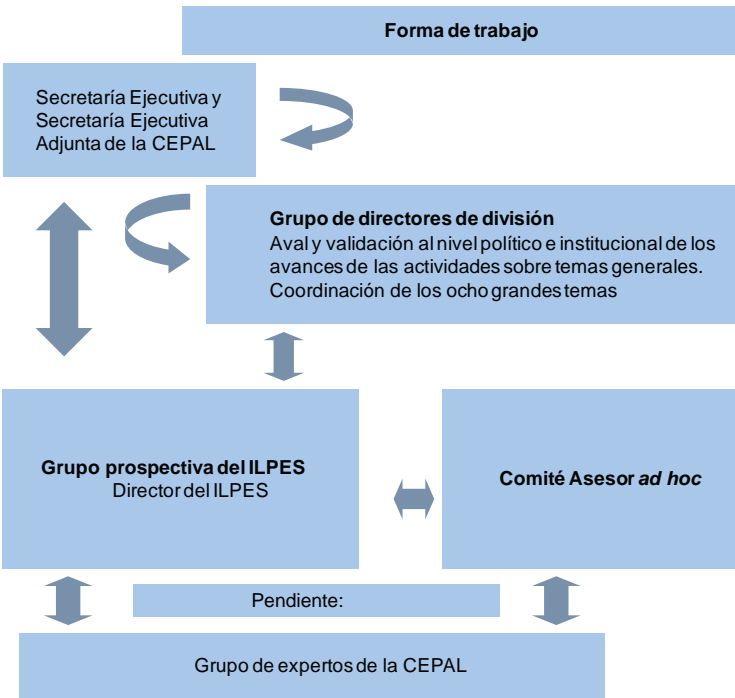 Forma de trabajo
Secretaría Ejecutiva y
Secretaría Ejecutiva
Adjunta de la CEPAL
Grupo de directores de división
Aval y validación al nivel político e institucional de los
avances de las actividades sobre temas generales.
Coordinación de los ocho grandes temas
Grupo prospectiva del ILPES
Director del ILPES
Comité Asesor ad hoc
Pendiente:
Grupo de expertos de la CEPAL